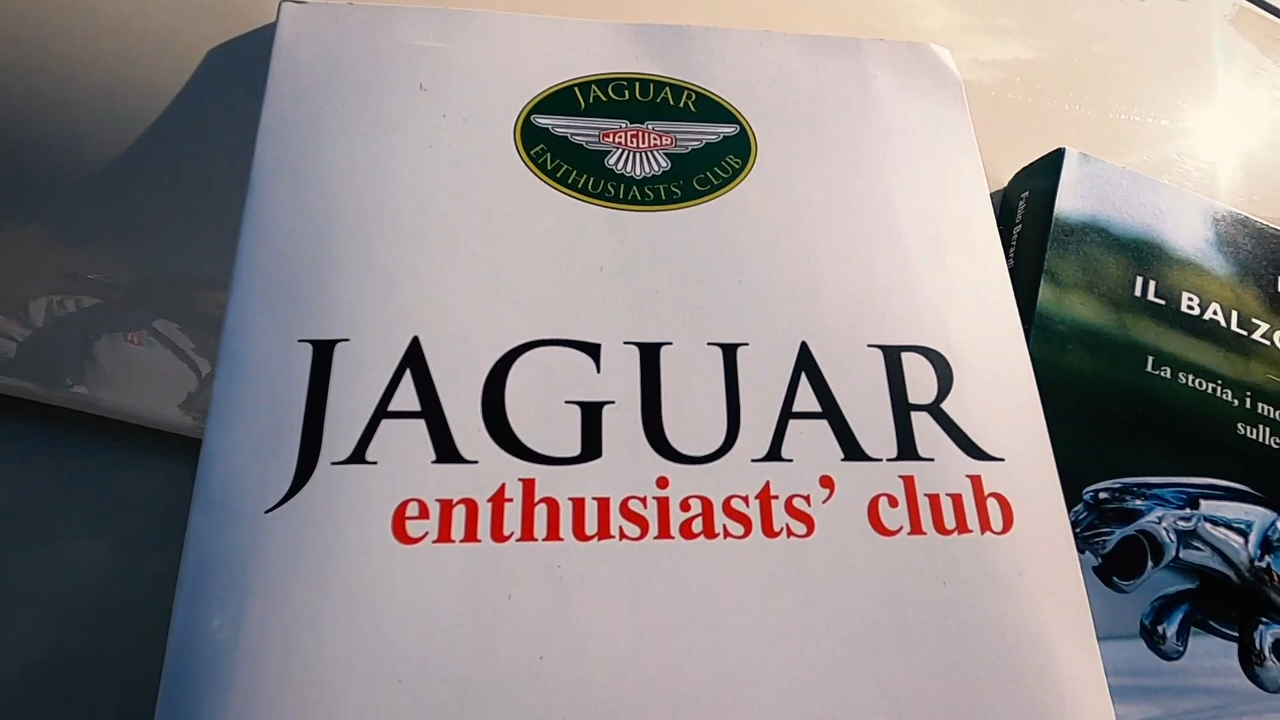 JAGUAR
JAGUAR
ENTHUSIASTS' CLUB
JAGUAR
enthusiasts' club
IL BALZ
La storia, i
sulle